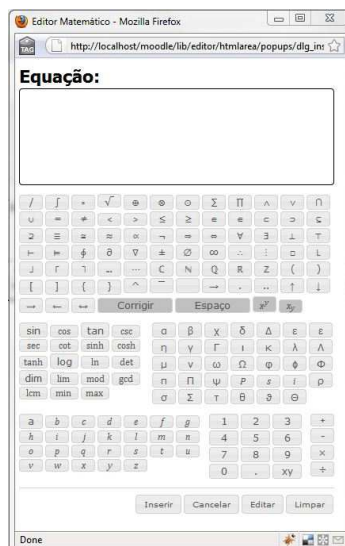 Editor Matemático - Mozilla Firefox
TAG http://localhost/moodle/lib/editor/htmlarea/popups/dlg_ins
Equação:
/ ∫ ∘ √ ⊕ ⊗ ⊙ Σ Π ∧ ∨ ∩
< > ≤ ≥
∀ ∃ ⊥ ⊤
∂ ∇ ± ∅ ∞ ∴
... ⋯ ℂ ℕ ℚ ℝ ℤ ( )
[ ] { } → . .. ↑ ↓
→ ← ↔ Corrigir Espaço xʸ
sin cos tan csc α β χ δ Δ ε ε
sec cot sinh cosh η γ Γ ι κ λ Λ
tanh log ln det μ ν ω Ω φ ϕ Φ
dim lim mod gcd π Π Ψ P s i ρ
lcm min max σ Σ τ θ ϑ Θ
a b c d e f g 1 2 3 +
h i j k l m n 4 5 6 -
o p q r s t u 7 8 9 ×
v w x y z 0 . xy ÷
Inserir Cancelar Editar Limpar
Done